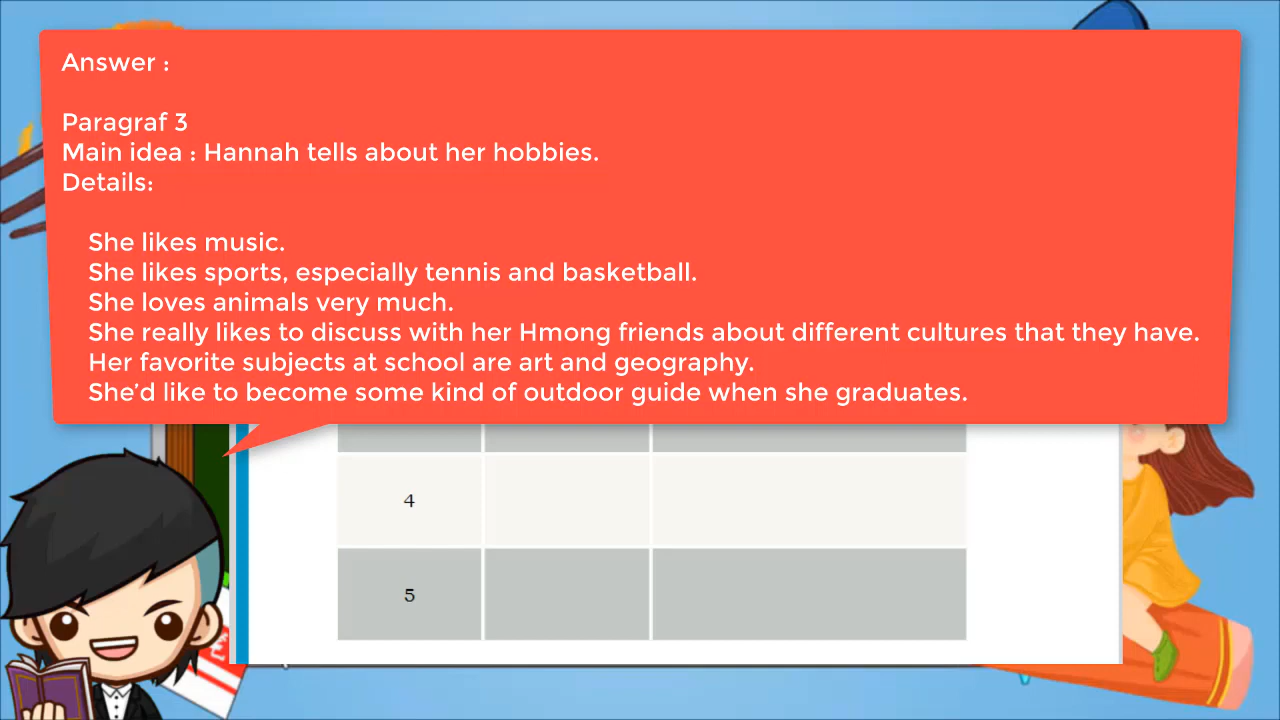 Answer :
Paragraf 3
Main idea : Hannah tells about her hobbies.
Details:
She likes music.
She likes sports, especially tennis and basketball.
She loves animals very much.
She really likes to discuss with her Hmong friends about different cultures that they have.
Her favorite subjects at school are art and geography.
She’d like to become some kind of outdoor guide when she graduates.
4
5